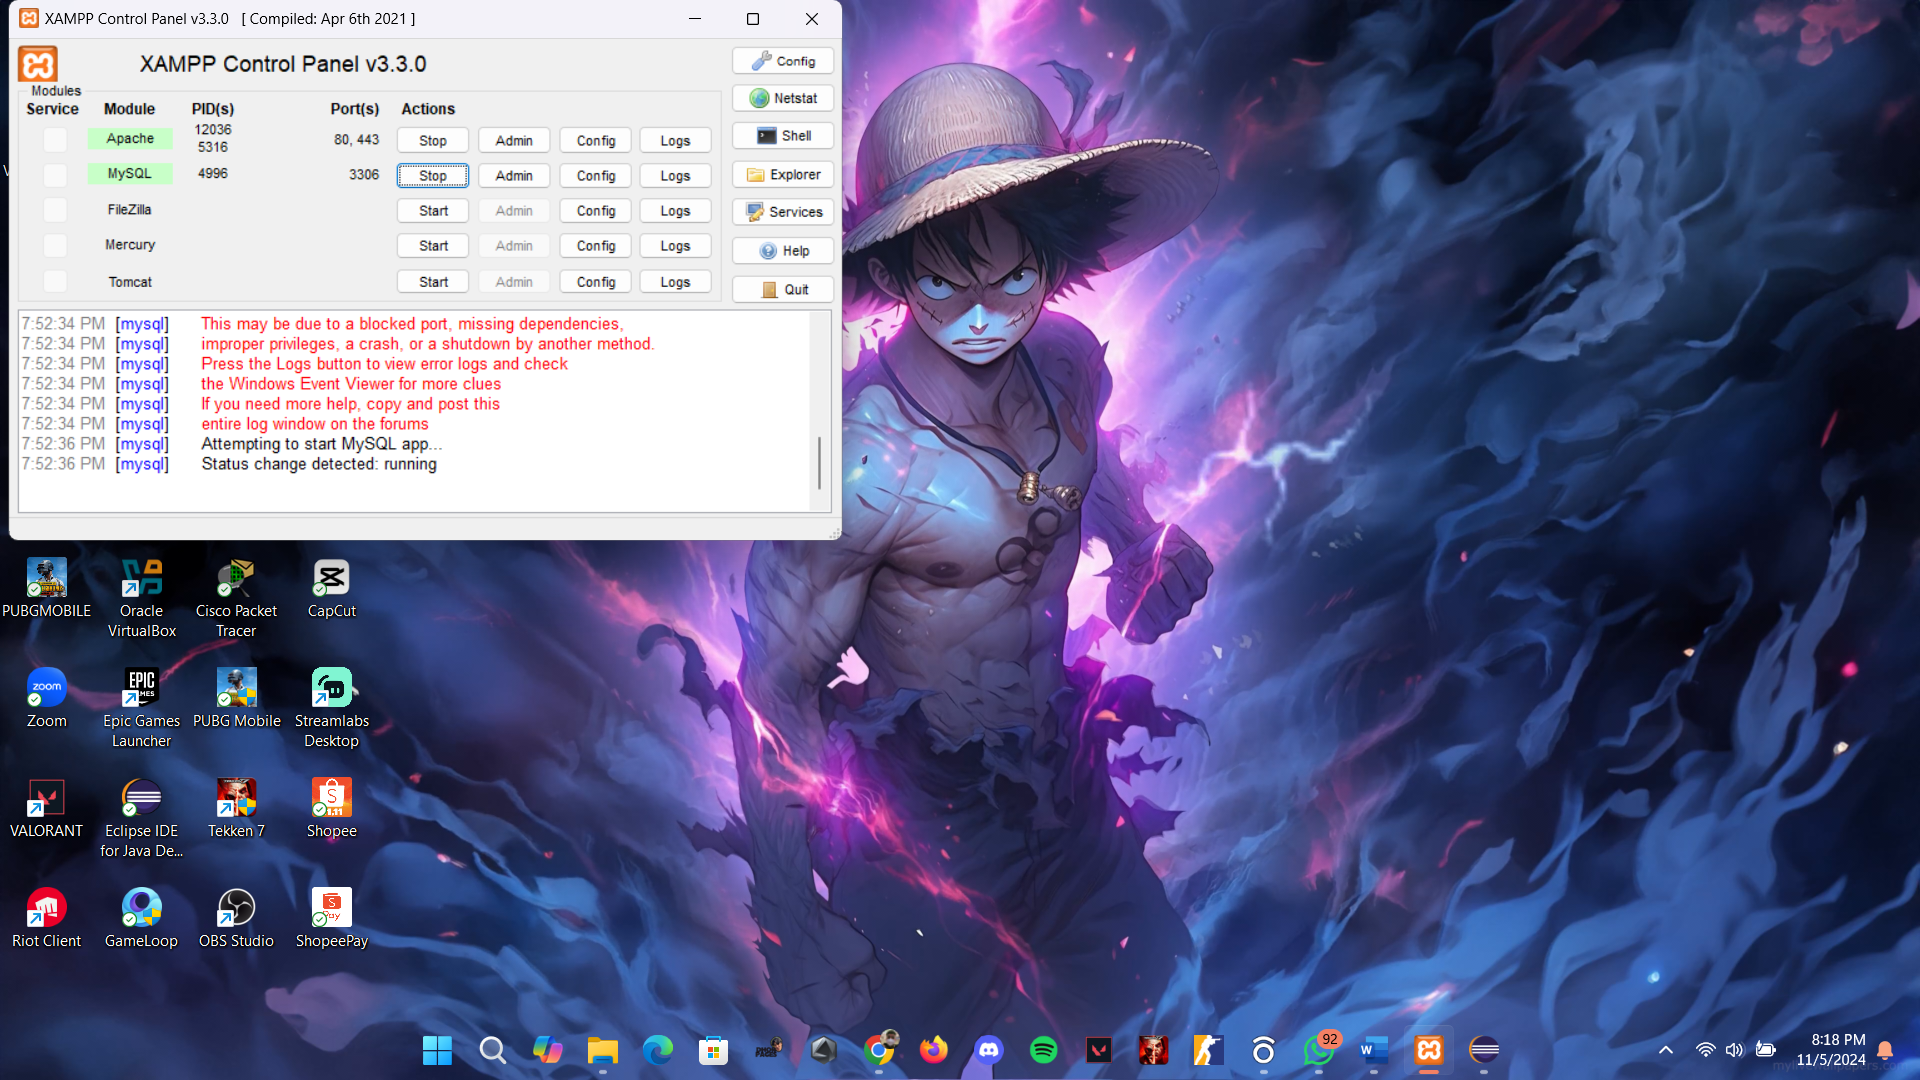 XAMPP Control Panel v3.3.0 [ Compiled: Apr 6th 2021 ]
XAMPP Control Panel v3.3.0
Modules
Service Module PID(s) Port(s) Actions
Apache 12036 5316 80, 443 Stop Admin Config Logs
MySQL 4996 3306 Stop Admin Config Logs
FileZilla Start Admin Config Logs
Mercury Start Admin Config Logs
Tomcat Start Admin Config Logs
Config
Netstat
Shell
Explorer
Services
Help
Quit
7:52:34 PM [mysql] This may be due to a blocked port, missing dependencies,
7:52:34 PM [mysql] improper privileges, a crash, or a shutdown by another method.
7:52:34 PM [mysql] Press the Logs button to view error logs and check
7:52:34 PM [mysql] the Windows Event Viewer for more clues
7:52:34 PM [mysql] If you need more help, copy and post this
7:52:34 PM [mysql] entire log window on the forums
7:52:36 PM [mysql] Attempting to start MySQL app...
7:52:36 PM [mysql] Status change detected: running
PUBGMOBILE
Oracle VirtualBox
Cisco Packet Tracer
CapCut
zoom
Zoom
EPIC GAMES
Epic Games Launcher
PUBG Mobile
Streamlabs Desktop
VALORANT
Eclipse IDE for Java De...
Tekken 7
Shopee
Riot Client
GameLoop
OBS Studio
S Pay
ShopeePay
92
W
8:18 PM
11/5/2024